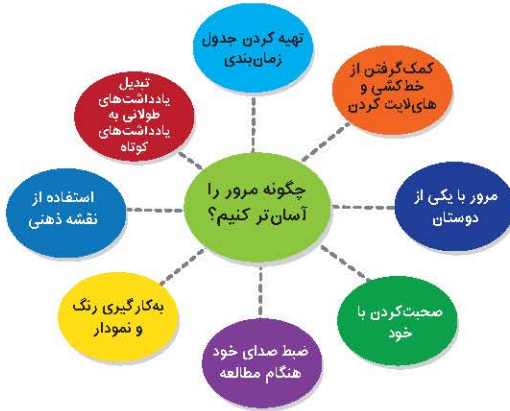 تهیه کردن جدول
زمان‌بندی
کمک‌گرفتن از
خط‌کشی و
های‌لایت کردن
مرور با یکی از
دوستان
صحبت‌کردن با
خود
ضبط صدای خود
هنگام مطالعه
به‌کارگیری رنگ
و نمودار
استفاده از
نقشه ذهنی
تبدیل
یادداشت‌های
طولانی به
یادداشت‌های
کوتاه
چگونه مرور را
آسان‌تر کنیم؟